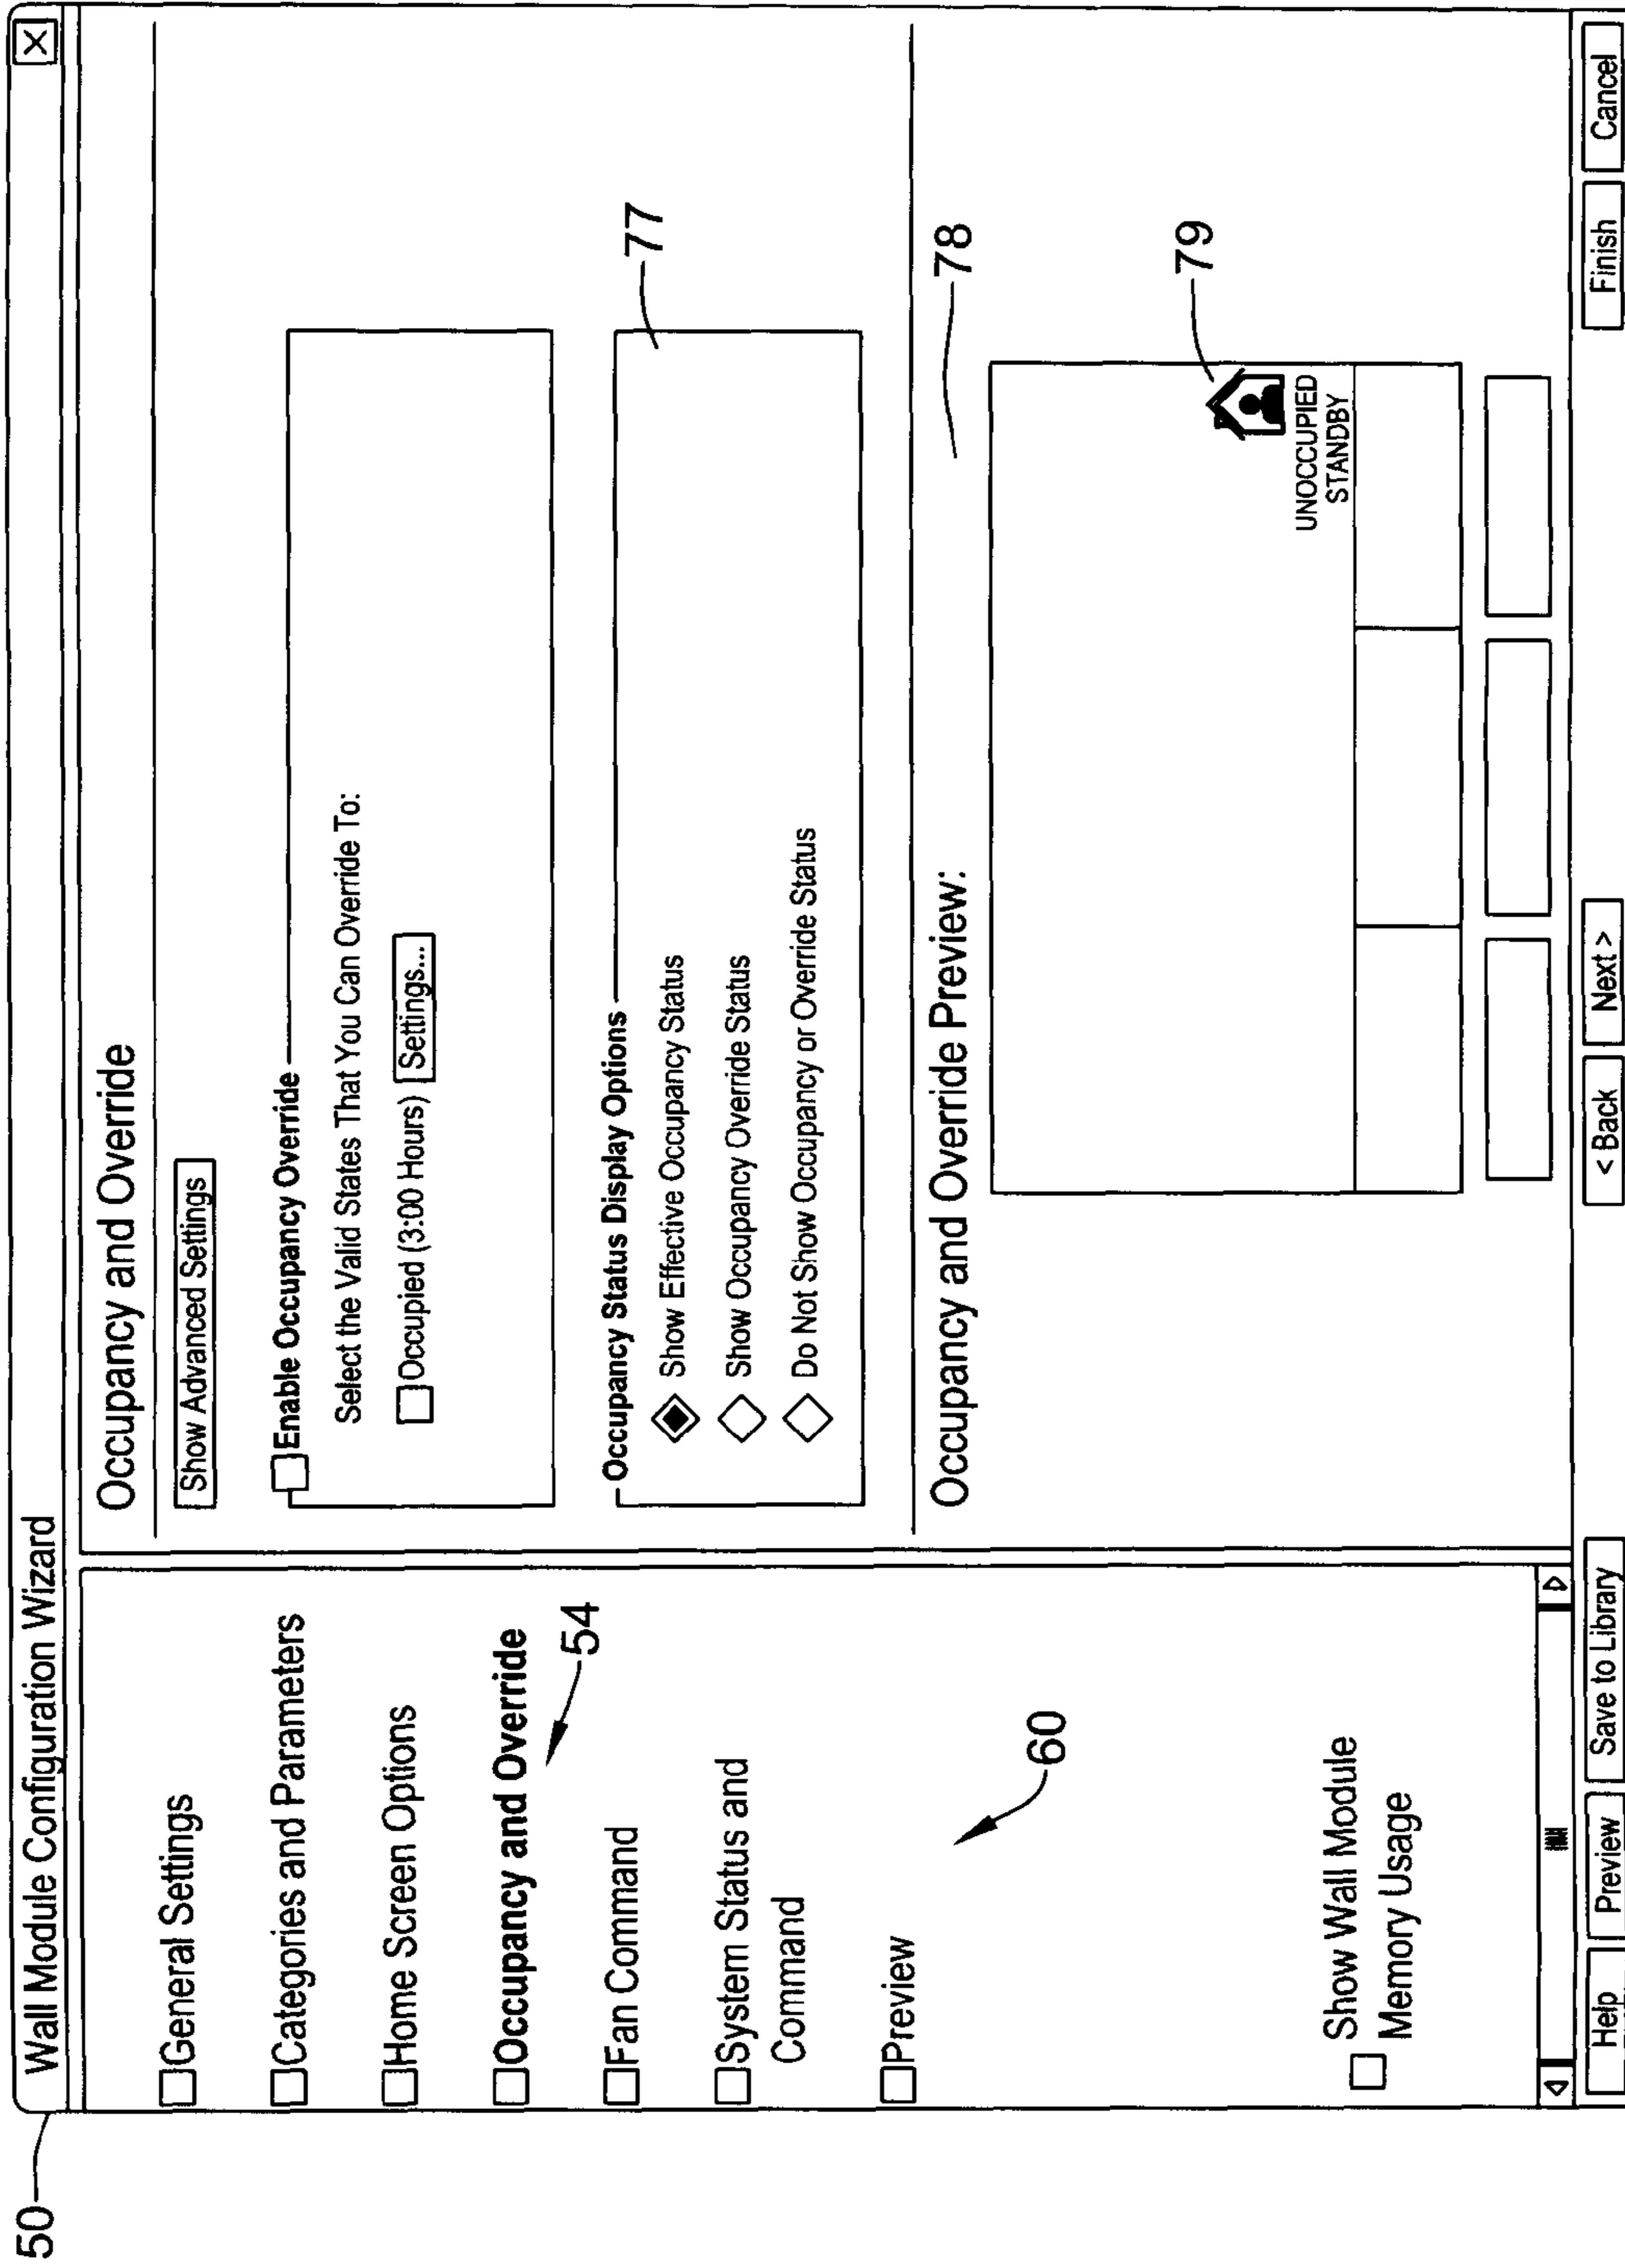 50
Wall Module Configuration Wizard
X
General Settings
Categories and Parameters
Home Screen Options
Occupancy and Override
54
Fan Command
System Status and
Command
Preview
60
Show Wall Module
Memory Usage
Occupancy and Override
Show Advanced Settings
Enable Occupancy Override
Select the Valid States That You Can Override To:
Occupied (3:00 Hours) Settings...
Occupancy Status Display Options
77
Show Effective Occupancy Status
Show Occupancy Override Status
Do Not Show Occupancy or Override Status
Occupancy and Override Preview:
78
79
UNOCCUPIED
STANDBY
Help Preview Save to Library < Back Next > Finish Cancel